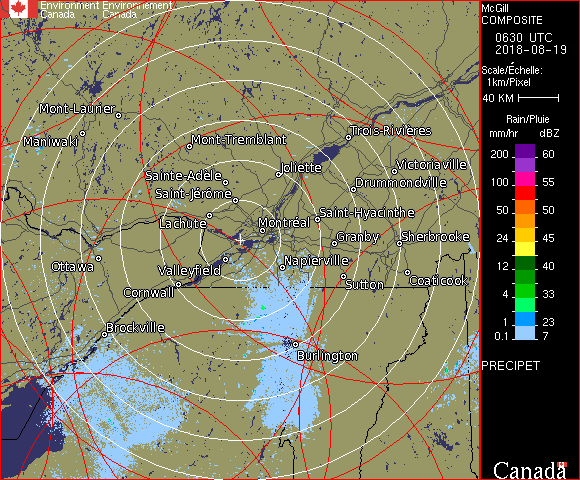 Environment Environnement
Canada Canada
McGill
COMPOSITE
0630 UTC
2018-08-19
Scale/Échelle:
1km/Pixel
40 KM
Rain/Pluie
mm/hr dBZ
200 60
150 57
100 55
50 50
24 45
12 40
4 33
1 23
0.1 7
PRECIPET
Canada
Mont-Laurier
Maniwaki
Mont-Tremblant
Trois-Rivières
Joliette
Victoriaville
Sainte-Adèle
Drummondville
Saint-Jérôme
Lachute
Saint-Hyacinthe
Montréal
Granby
Sherbrooke
Ottawa
Valleyfield
Napierville
Cornwall
Sutton
Coaticook
Brockville
Burlington